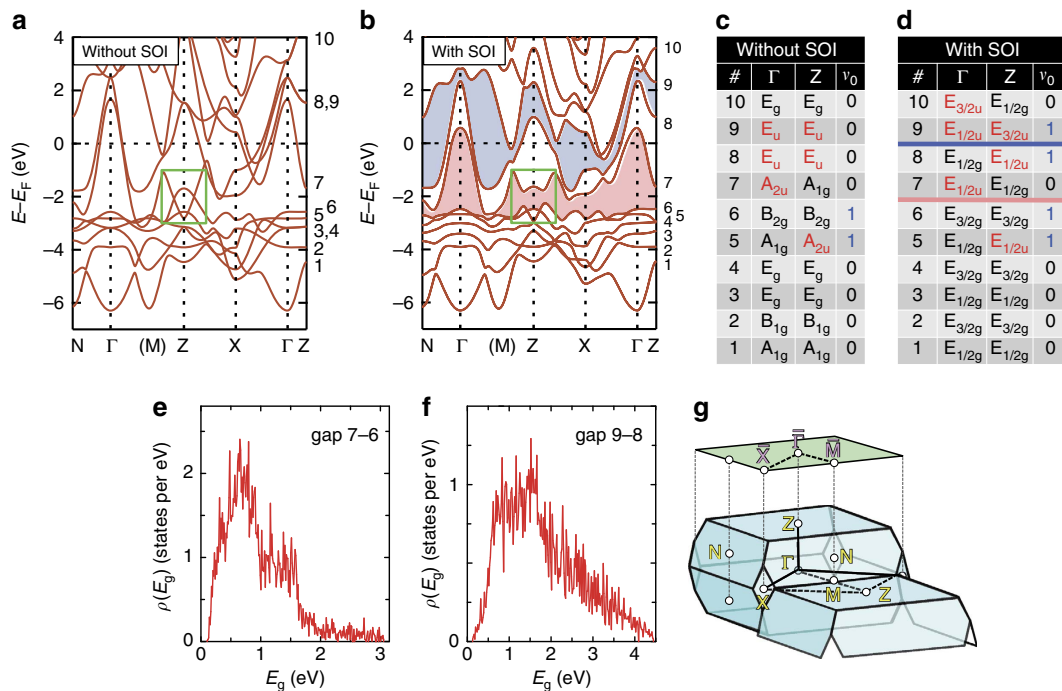 a
Without SOI
4
2
0
−2
−4
−6
E–E_F (eV)
10
8,9
7
6
5
3,4
2
1
N Γ (M) Z X Γ Z
b
With SOI
4
2
0
−2
−4
−6
E–E_F (eV)
10
9
8
7
6
5
4
3
2
1
N Γ (M) Z X Γ Z
c
Without SOI
# Γ Z ν0
10 Eg Eg 0
9 Eu Eu 0
8 Eu Eu 0
7 A2u A1g 0
6 B2g B2g 1
5 A1g A2u 1
4 Eg Eg 0
3 Eg Eg 0
2 B1g B1g 0
1 A1g A1g 0
d
With SOI
# Γ Z ν0
10 E3/2u E1/2g 0
9 E1/2u E3/2u 1
8 E1/2g E1/2u 1
7 E1/2u E1/2g 0
6 E3/2g E3/2g 1
5 E1/2g E1/2u 1
4 E3/2g E3/2g 0
3 E1/2g E1/2g 0
2 E3/2g E3/2g 0
1 E1/2g E1/2g 0
e
gap 7–6
2
1
0
ρ(Eg) (states per eV)
0 1 2 3
Eg (eV)
f
gap 9–8
1
0
ρ(Eg) (states per eV)
0 1 2 3 4
Eg (eV)
g
X̄ Γ̄ M̄
Z
N Γ N
X M Z